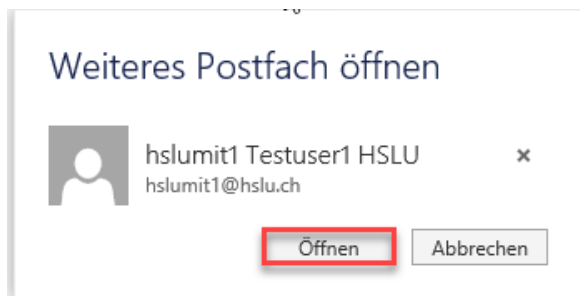 Weiteres Postfach öffnen
hslumit1 Testuser1 HSLU
hslumit1@hslu.ch
Öffnen Abbrechen